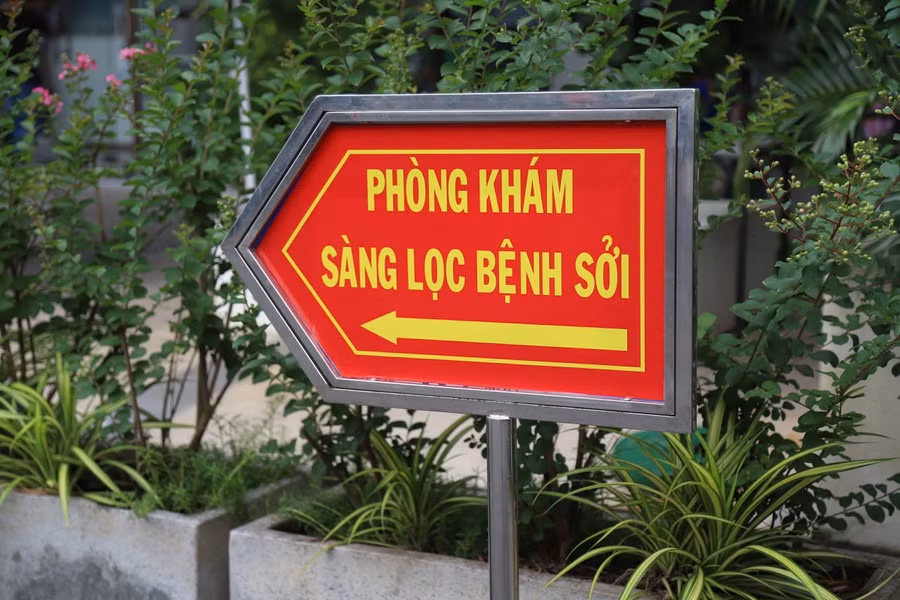 PHÒNG KHÁM
SÀNG LỌC BỆNH SỞI